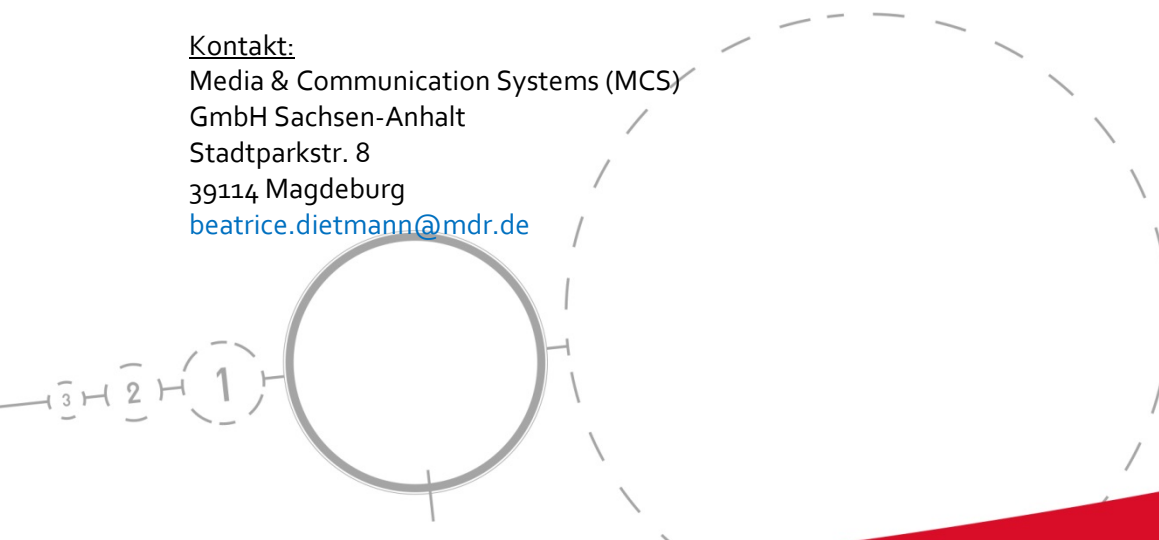 Kontakt:
Media & Communication Systems (MCS)
GmbH Sachsen-Anhalt
Stadtparkstr. 8
39114 Magdeburg
beatrice.dietmann@mdr.de
3 2 1